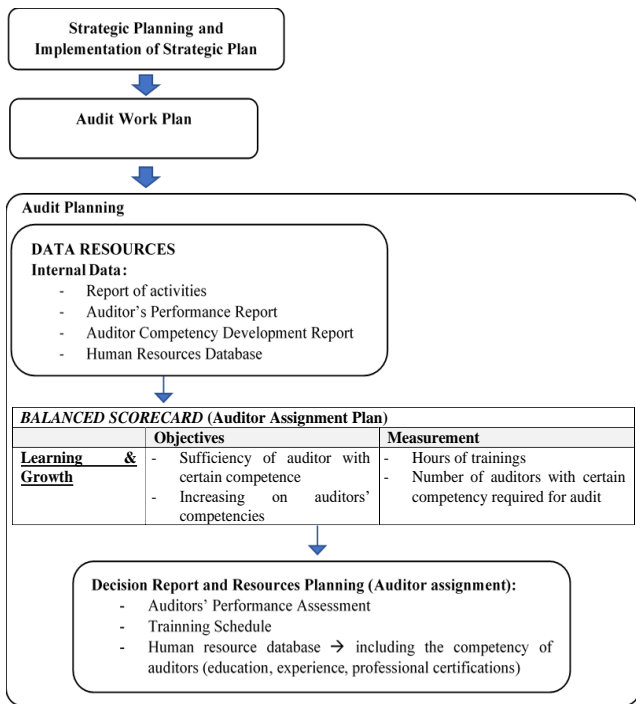 Strategic Planning and
Implementation of Strategic Plan
Audit Work Plan
Audit Planning
DATA RESOURCES
Internal Data:
- Report of activities
- Auditor's Performance Report
- Auditor Competency Development Report
- Human Resources Database
BALANCED SCORECARD (Auditor Assignment Plan)
Objectives Measurement
Learning & Growth
- Sufficiency of auditor with
certain competence
- Increasing on auditors'
competencies
- Hours of trainings
- Number of auditors with certain
competency required for audit
Decision Report and Resources Planning (Auditor assignment):
- Auditors' Performance Assessment
- Trainning Schedule
- Human resource database → including the competency of
auditors (education, experience, professional certifications)